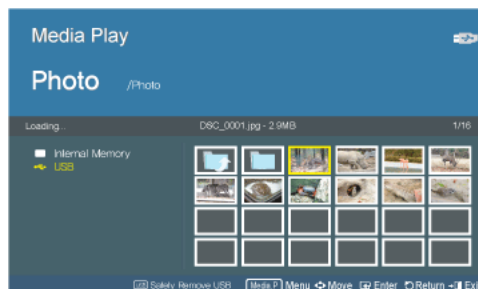 Media Play
Photo /Photo
Loading... DSC_0001.jpg - 2.9MB 1/16
Internal Memory
USB
Safely Remove USB Media.P Menu Move Enter Return Exi